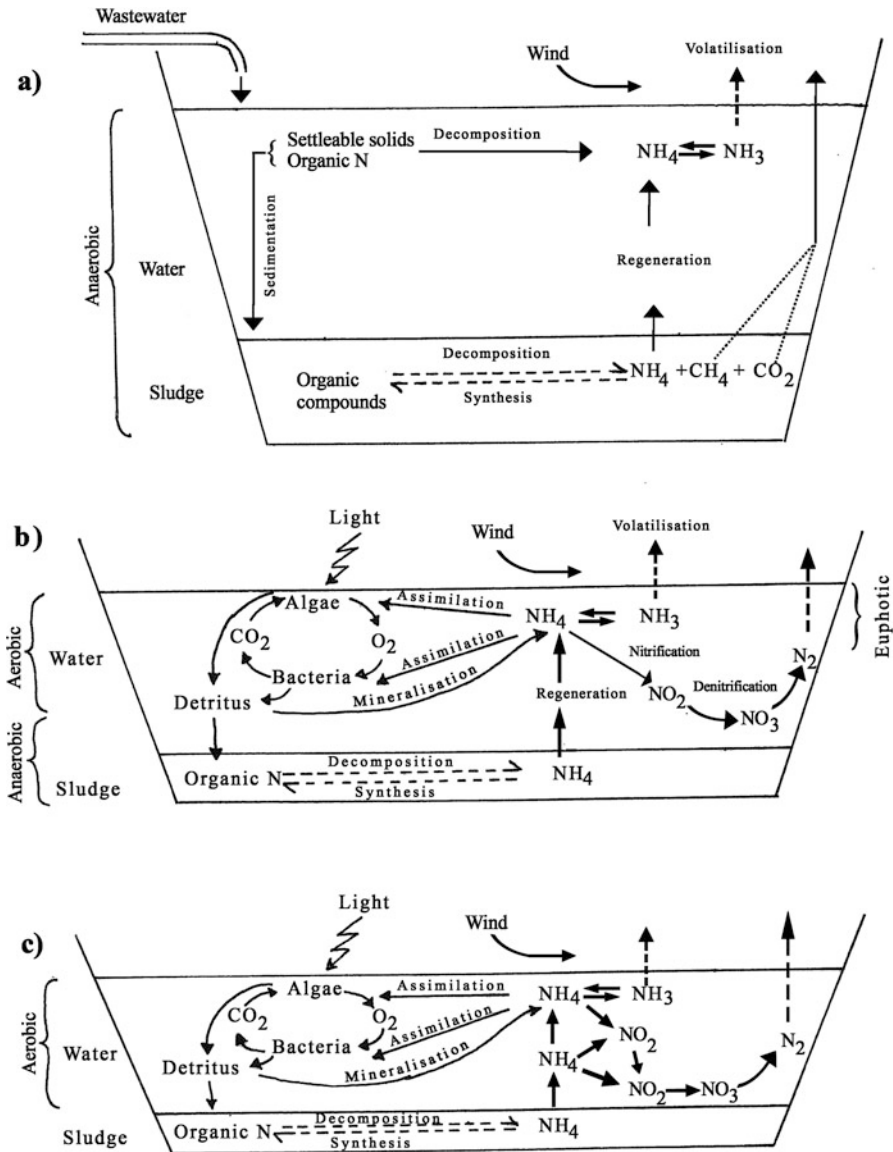 Wastewater
a)
Wind
Volatilisation
Settleable solids
Organic N
Decomposition
NH4
NH3
Anaerobic
Water
Sedimentation
Regeneration
Sludge
Organic
compounds
Decomposition
Synthesis
NH4 + CH4 + CO2
b)
Light
Wind
Volatilisation
Euphotic
Aerobic
Water
Algae
Assimilation
NH4
NH3
CO2
O2
Assimilation
Nitrification
N2
Bacteria
Mineralisation
Detritus
Regeneration
NO2
Denitrification
NO3
Anaerobic
Sludge
Organic N
Decomposition
Synthesis
NH4
c)
Light
Wind
Aerobic
Water
Algae
Assimilation
NH4
NH3
CO2
O2
Assimilation
NO2
N2
Bacteria
Mineralisation
NH4
Detritus
NO2
NO3
Sludge
Organic N
Decomposition
Synthesis
NH4